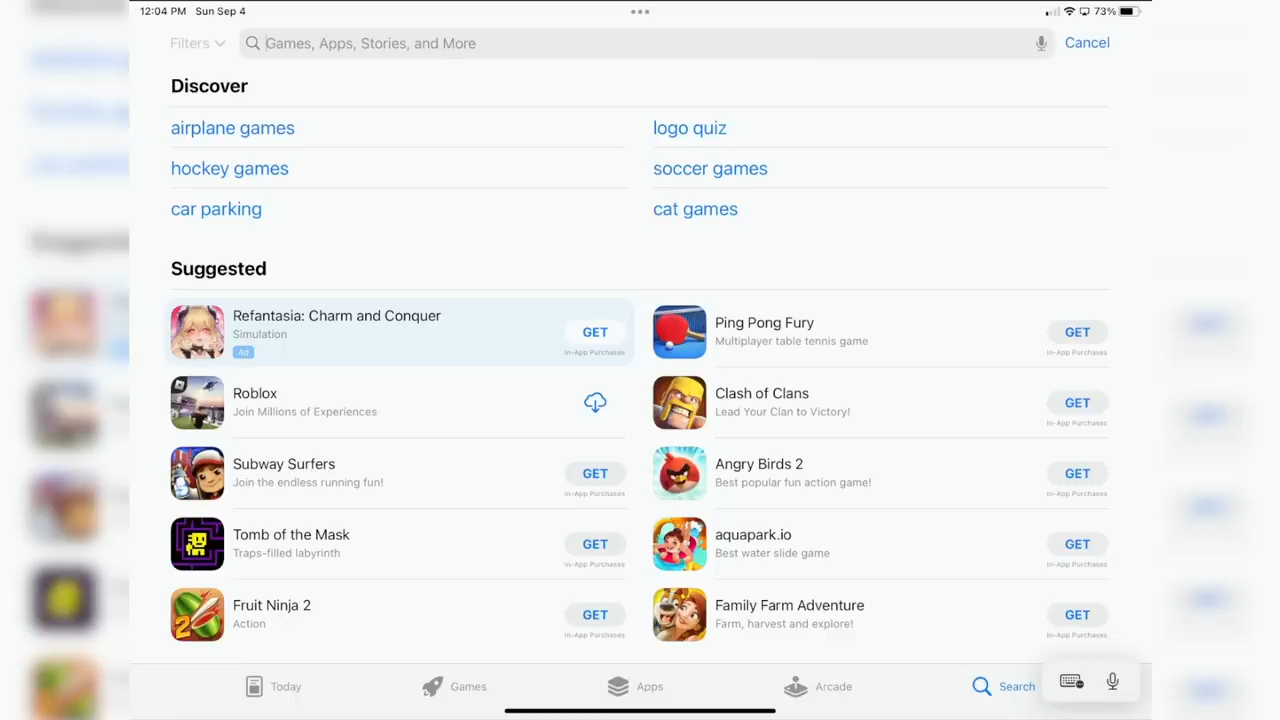 12:04 PM Sun Sep 4
73%
Filters
Games, Apps, Stories, and More
Cancel
Discover
airplane games
logo quiz
hockey games
soccer games
car parking
cat games
Suggested
Refantasia: Charm and Conquer
Simulation
Ad
GET
In-App Purchases
Ping Pong Fury
Multiplayer table tennis game
GET
In-App Purchases
Roblox
Join Millions of Experiences
Clash of Clans
Lead Your Clan to Victory!
GET
In-App Purchases
Subway Surfers
Join the endless running fun!
GET
In-App Purchases
Angry Birds 2
Best popular fun action game!
GET
In-App Purchases
Tomb of the Mask
Traps-filled labyrinth
GET
In-App Purchases
aquapark.io
Best water slide game
GET
In-App Purchases
2
Fruit Ninja 2
Action
GET
In-App Purchases
Family Farm Adventure
Farm, harvest and explore!
GET
In-App Purchases
Today
Games
Apps
Arcade
Search